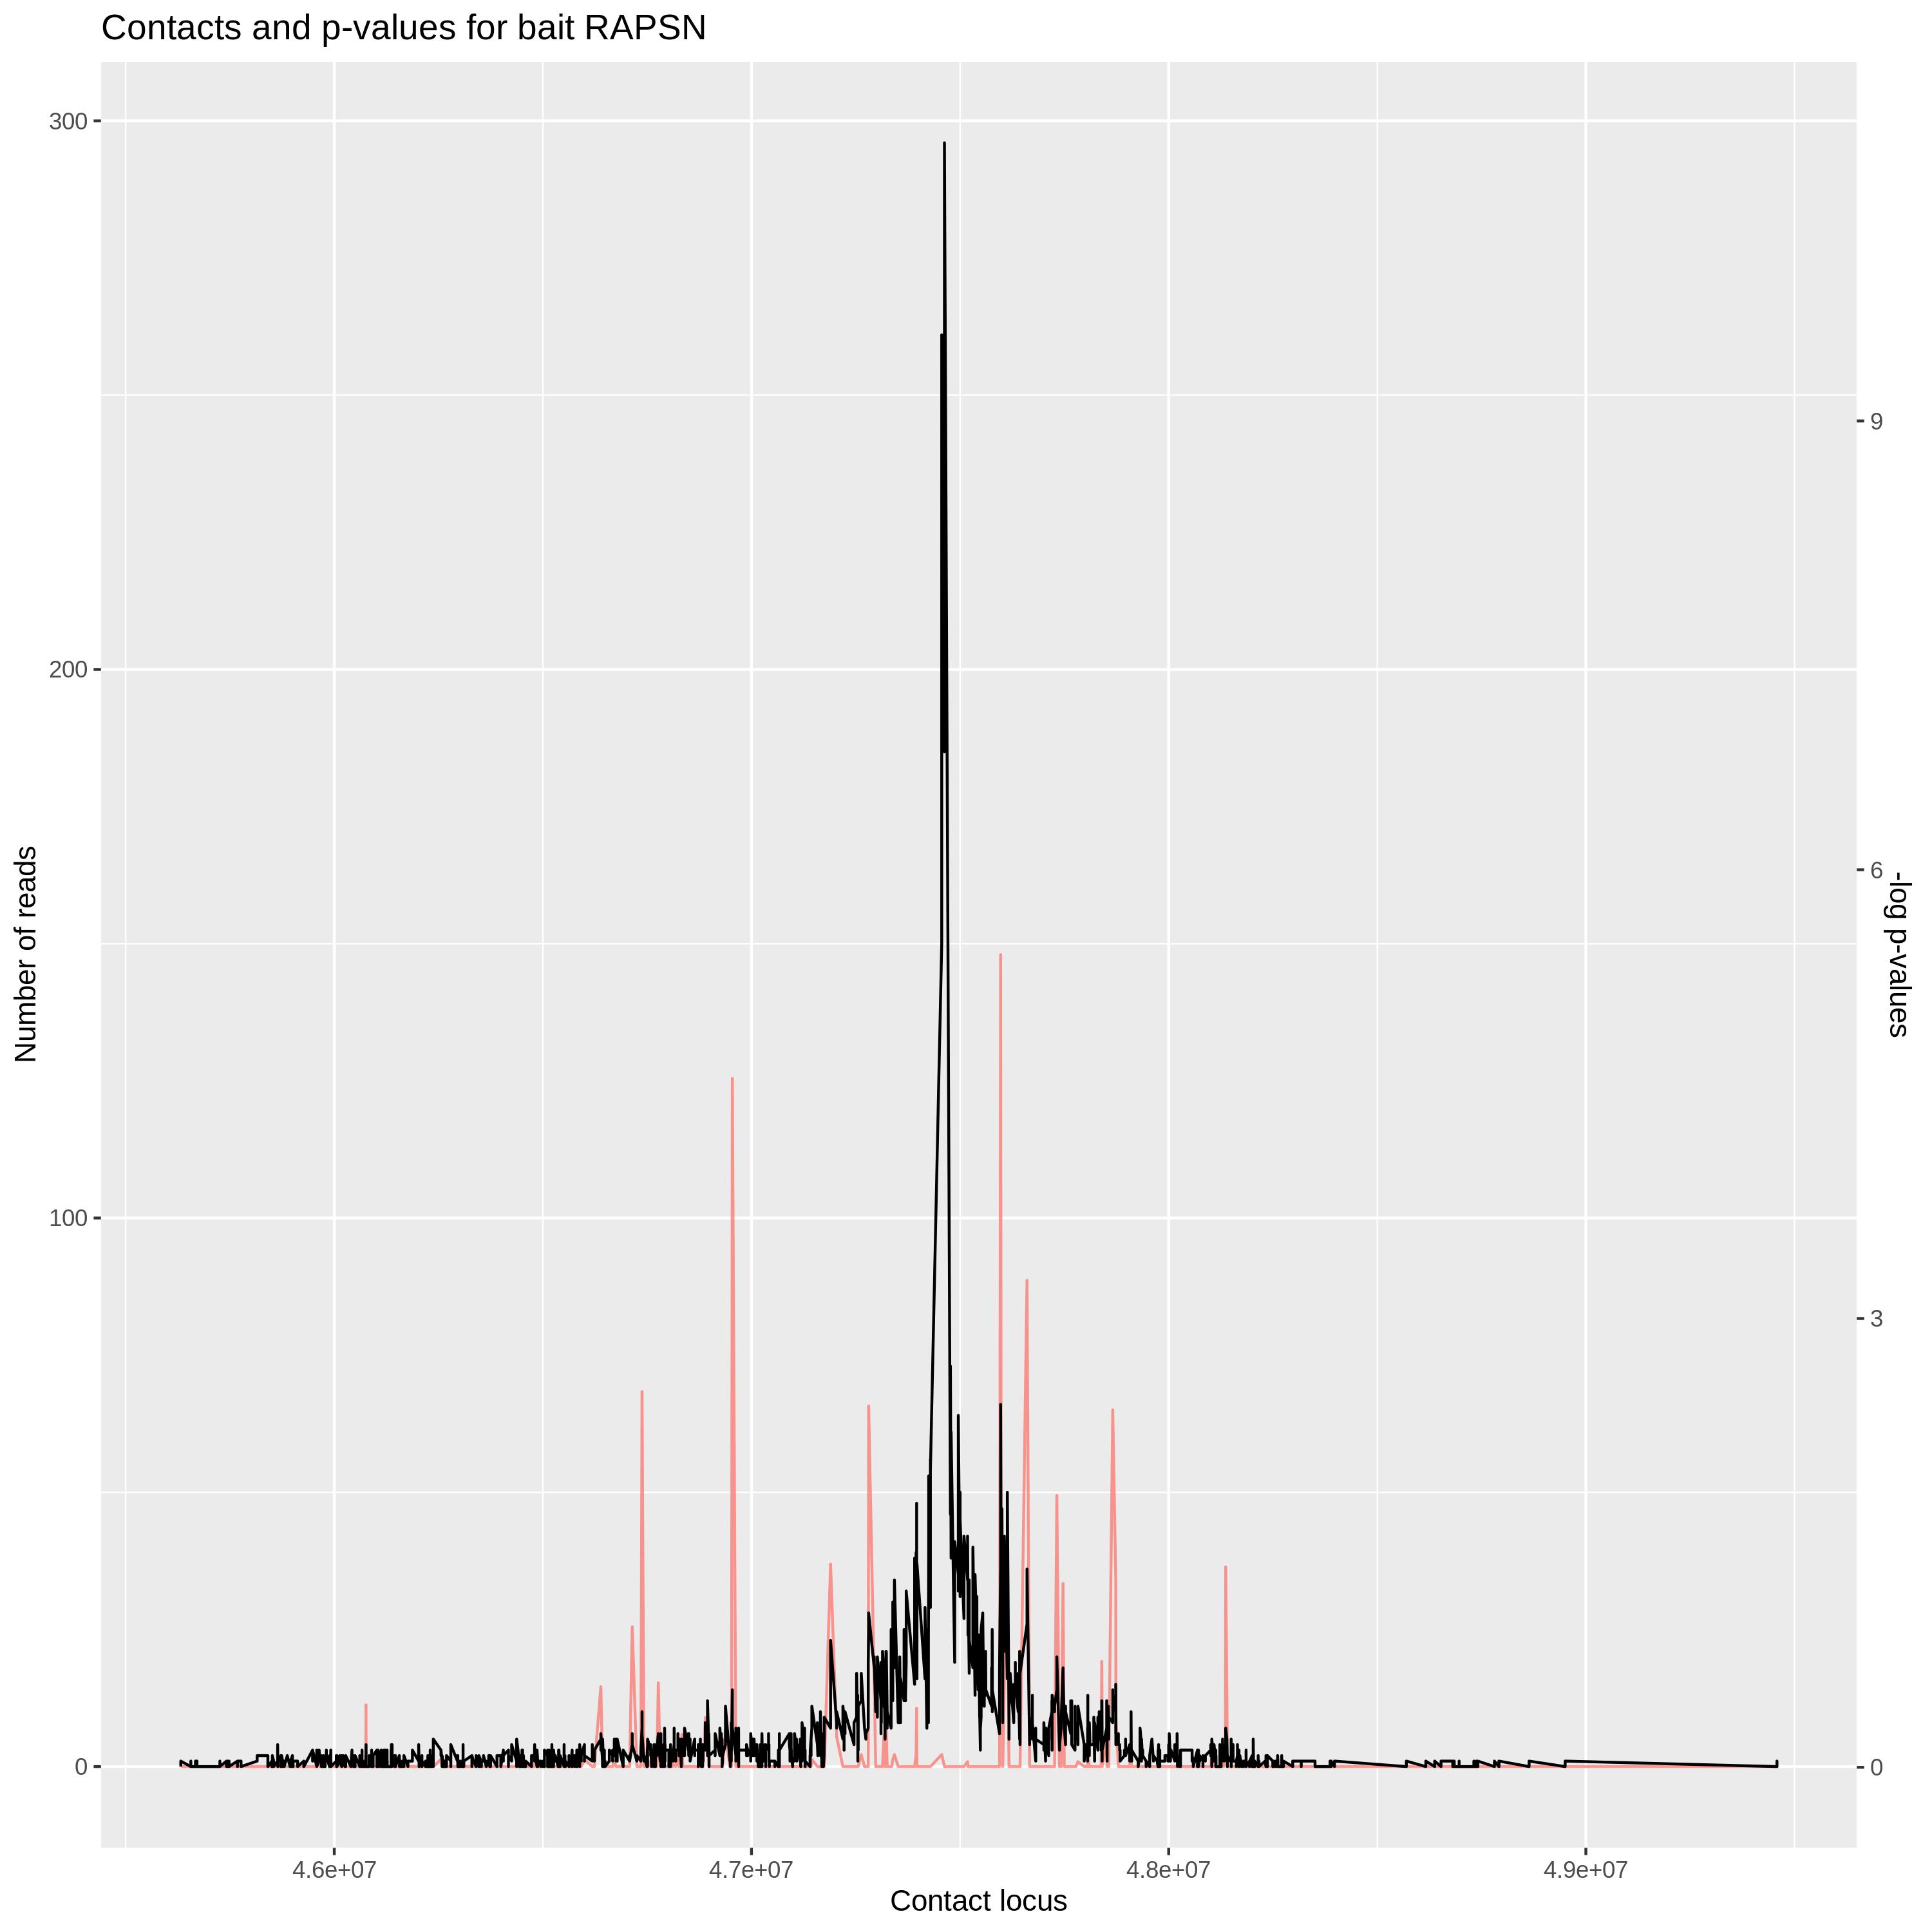 Contacts and p-values for bait RAPSN
300
200
100
0
Number of reads
9
6
3
0
-log p-values
4.6e+07
4.7e+07
4.8e+07
4.9e+07
Contact locus